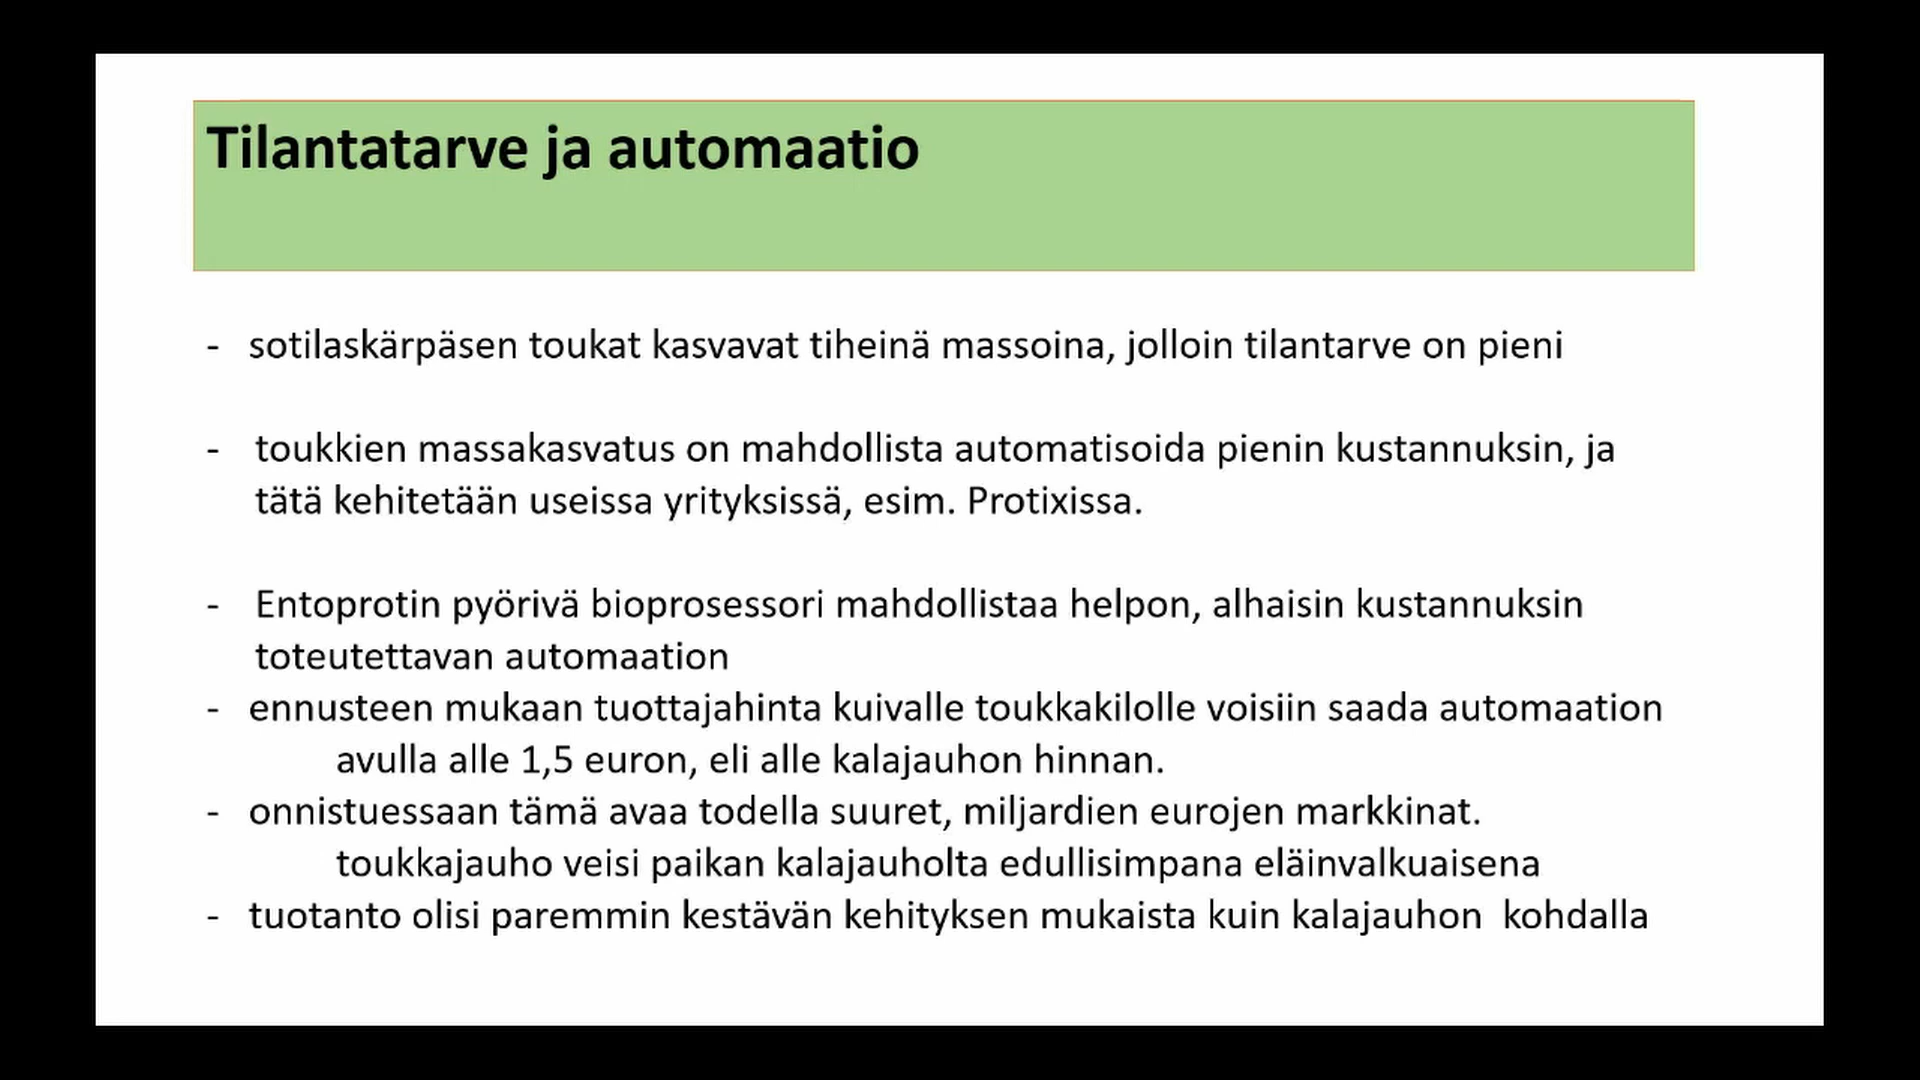 Tilantatarve ja automaatio
- sotilaskärpäsen toukat kasvavat tiheinä massoina, jolloin tilantarve on pieni
- toukkien massakasvatus on mahdollista automatisoida pienin kustannuksin, ja
tätä kehitetään useissa yrityksissä, esim. Protixissa.
- Entoprotin pyörivä bioprosessori mahdollistaa helpon, alhaisin kustannuksin
toteutettavan automaation
- ennusteen mukaan tuottajahinta kuivalle toukkakilolle voisiin saada automaation
avulla alle 1,5 euron, eli alle kalajauhon hinnan.
- onnistuessaan tämä avaa todella suuret, miljardien eurojen markkinat.
toukkajauho veisi paikan kalajauholta edullisimpana eläinvalkuaisena
- tuotanto olisi paremmin kestävän kehityksen mukaista kuin kalajauhon  kohdalla